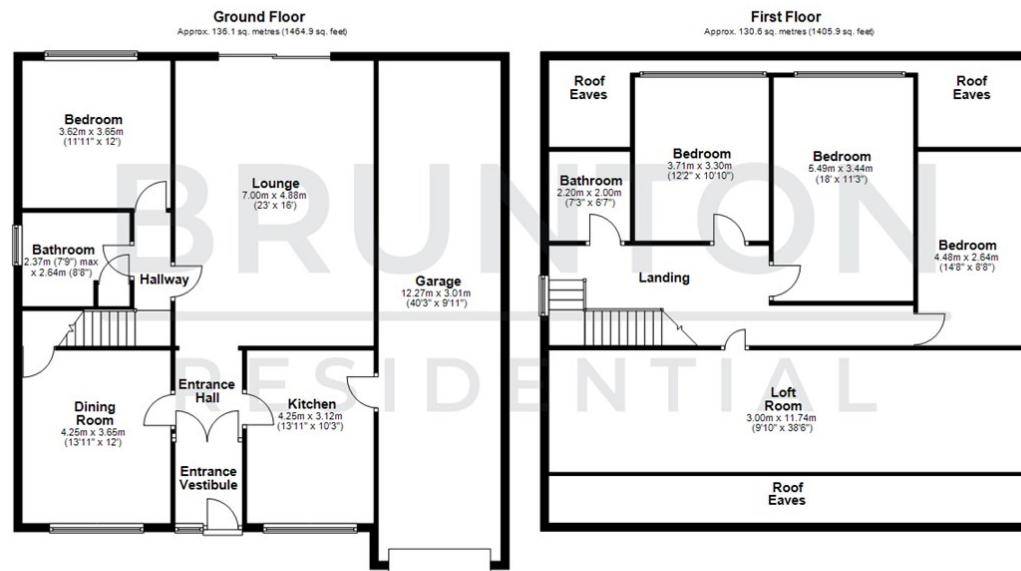 Ground Floor
Approx. 136.1 sq. metres (1464.9 sq. feet)
Bedroom
3.62m x 3.65m
(11'11" x 12')
Lounge
7.00m x 4.88m
(23' x 16')
Bathroom
2.37m (7'9") max
x 2.64m (8'8")
Hallway
Garage
12.27m x 3.01m
(40'3" x 9'11")
Dining
Room
4.25m x 3.65m
(13'11" x 12')
Entrance
Hall
Kitchen
4.25m x 3.12m
(13'11" x 10'3")
Entrance
Vestibule
First Floor
Approx. 130.6 sq. metres (1405.9 sq. feet)
Roof
Eaves
Roof
Eaves
Bedroom
3.71m x 3.30m
(12'2" x 10'10")
Bedroom
5.49m x 3.44m
(18' x 11'3")
Bathroom
2.20m x 2.00m
(7'3" x 6'7")
Bedroom
4.48m x 2.64m
(14'8" x 8'8")
Landing
Loft
Room
3.00m x 11.74m
(9'10" x 38'6")
Roof
Eaves
BRUNTON
RESIDENTIAL